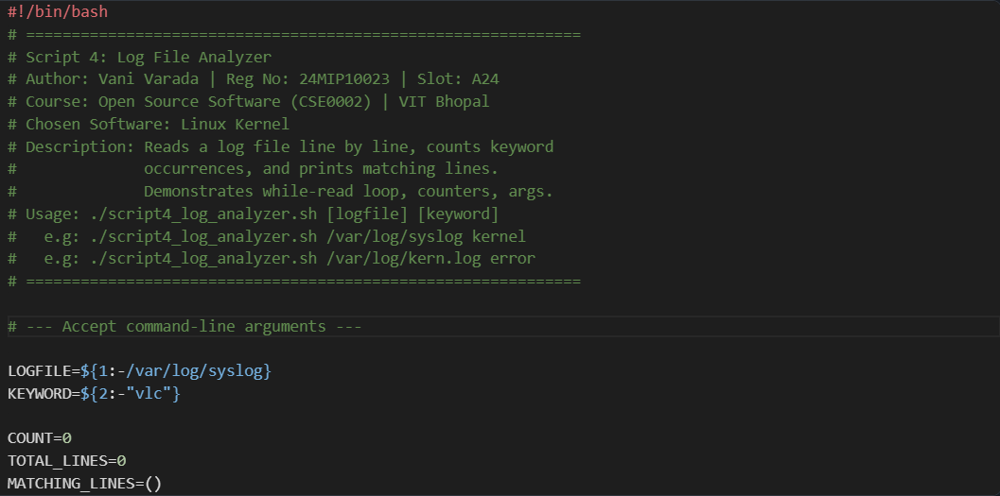 #!/bin/bash
# =============================================================
# Script 4: Log File Analyzer
# Author: Vani Varada | Reg No: 24MIP10023 | Slot: A24
# Course: Open Source Software (CSE0002) | VIT Bhopal
# Chosen Software: Linux Kernel
# Description: Reads a log file line by line, counts keyword
#              occurrences, and prints matching lines.
#              Demonstrates while-read loop, counters, args.
# Usage: ./script4_log_analyzer.sh [logfile] [keyword]
#   e.g: ./script4_log_analyzer.sh /var/log/syslog kernel
#   e.g: ./script4_log_analyzer.sh /var/log/kern.log error
# =============================================================
# --- Accept command-line arguments ---
LOGFILE=${1:-/var/log/syslog}
KEYWORD=${2:-"vlc"}
COUNT=0
TOTAL_LINES=0
MATCHING_LINES=()